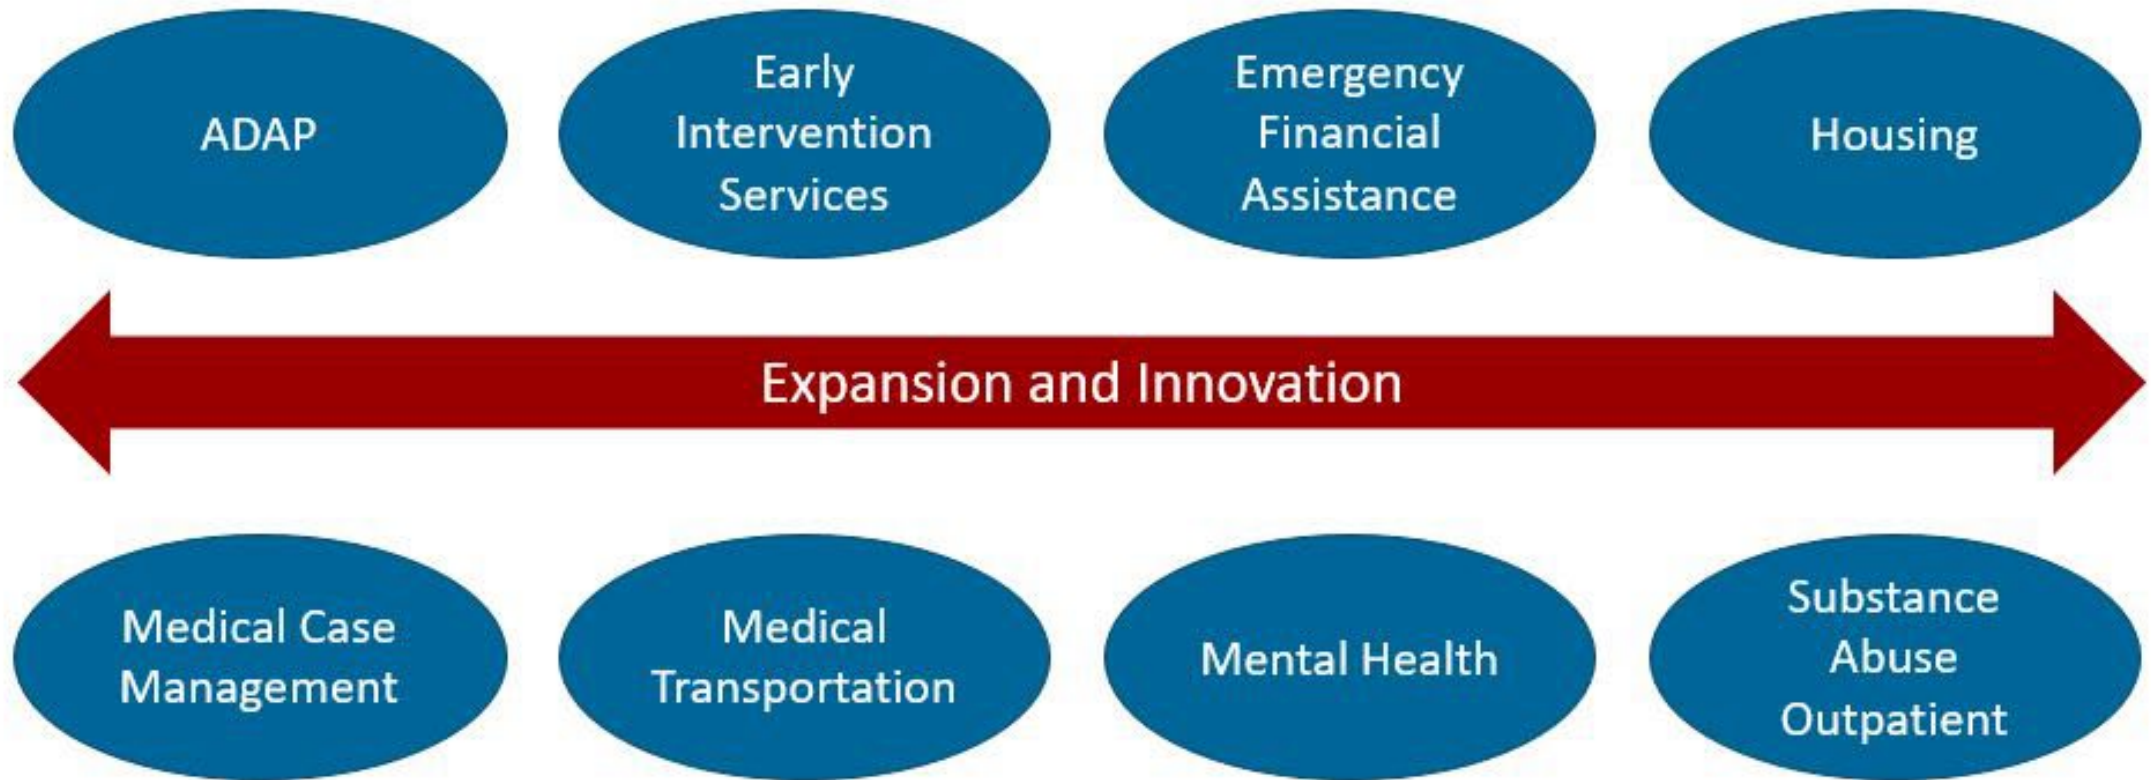 ADAP
Early
Intervention
Services
Emergency
Financial
Assistance
Housing
Expansion and Innovation
Medical Case
Management
Medical
Transportation
Mental Health
Substance
Abuse
Outpatient